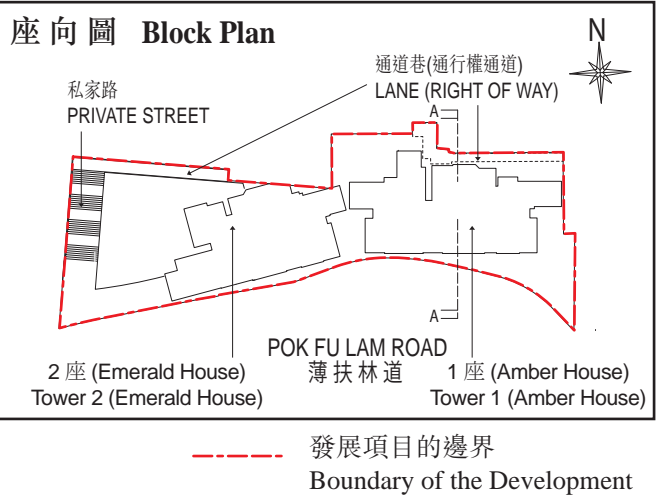 座向圖 Block Plan
N
通道巷(通行權通道)
LANE (RIGHT OF WAY)
私家路
PRIVATE STREET
A
A
POK FU LAM ROAD
薄扶林道
2 座 (Emerald House)
Tower 2 (Emerald House)
1 座 (Amber House)
Tower 1 (Amber House)
發展項目的邊界
Boundary of the Development